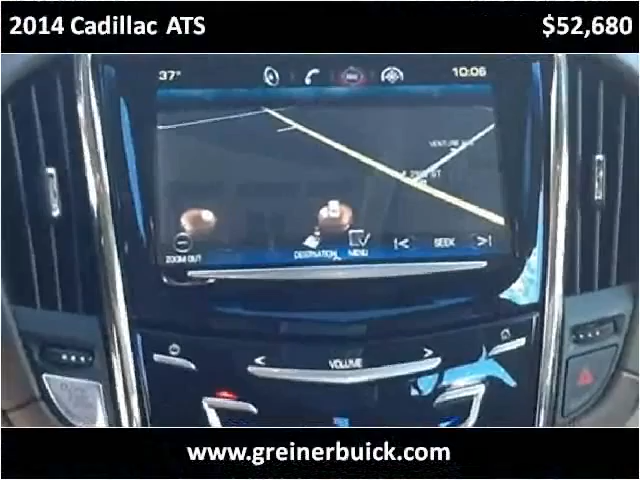 2014 Cadillac ATS $52,680
37° 10:06
ZOOM OUT DESTINATION MENU SEEK
< VOLUME >
www.greinerbuick.com